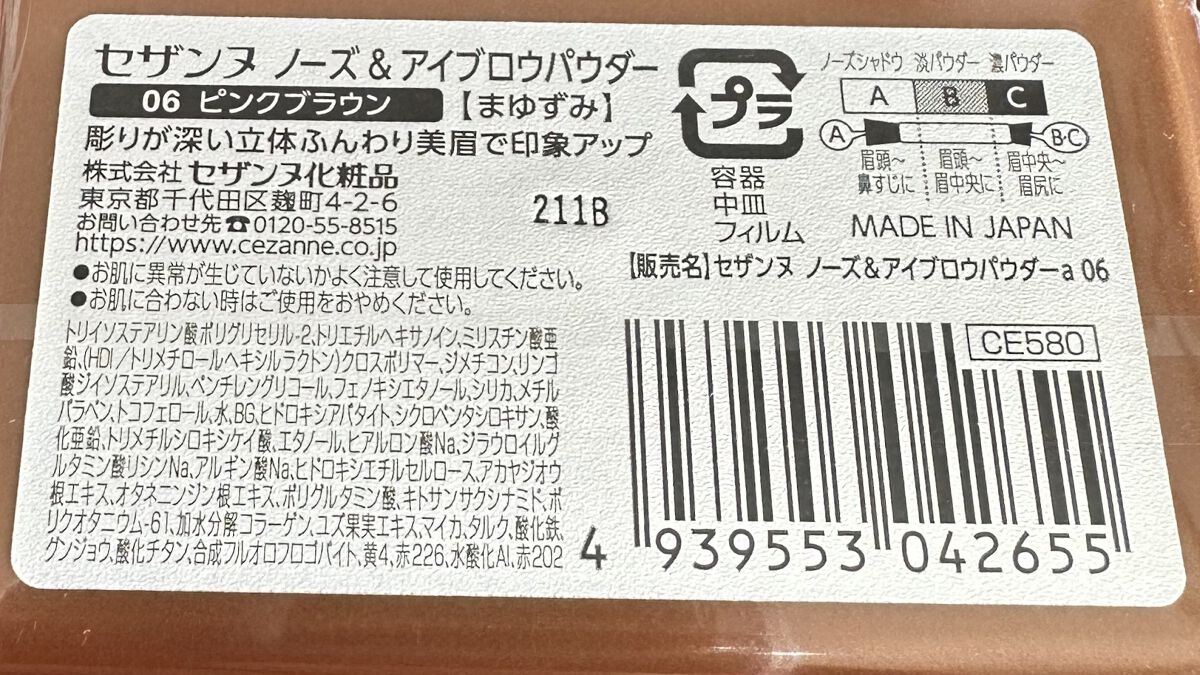 セザンヌ ノーズ＆アイブロウパウダー
06 ピンクブラウン 【まゆずみ】
彫りが深い立体ふんわり美眉で印象アップ
株式会社 セザンヌ化粧品
東京都千代田区麹町4-2-6
お問い合わせ先☎0120-55-8515
https://www.cezanne.co.jp
211B
●お肌に異常が生じていないかよく注意して使用してください。
●お肌に合わない時はご使用をおやめください。
トリイソステアリン酸ポリグリセリル-2,トリエチルヘキサノイン,ミリスチン酸亜
鉛,(HDI/トリメチロールヘキシルラクトン)クロスポリマー,ジメチコン,リンゴ
酸ジイソステアリル,ペンチレングリコール,フェノキシエタノール,シリカ,メチル
パラベン,トコフェロール,水,BG,ヒドロキシアパタイト,シクロペンタシロキサン,酸
化亜鉛,トリメチルシロキシケイ酸,エタノール,ヒアルロン酸Na,ジラウロイルグ
ルタミン酸リシンNa,アルギン酸Na,ヒドロキシエチルセルロース,アカヤジオウ
根エキス,オタネニンジン根エキス,ポリグルタミン酸,キトサンサクシナミド,ポ
リクオタニウム-61,加水分解コラーゲン,ユズ果実エキス,マイカ,タルク,酸化鉄,
グンジョウ,酸化チタン,合成フルオロフロゴパイト,黄4,赤226,水酸化Al,赤202
プラ
容器
中皿
フィルム
ノーズシャドウ 淡パウダー 濃パウダー
A B C
A B・C
眉頭～ 眉頭～ 眉中央～
鼻すじに 眉中央に 眉尻に
MADE IN JAPAN
【販売名】セザンヌ ノーズ&アイブロウパウダーa 06
CE580
4 939553 042655